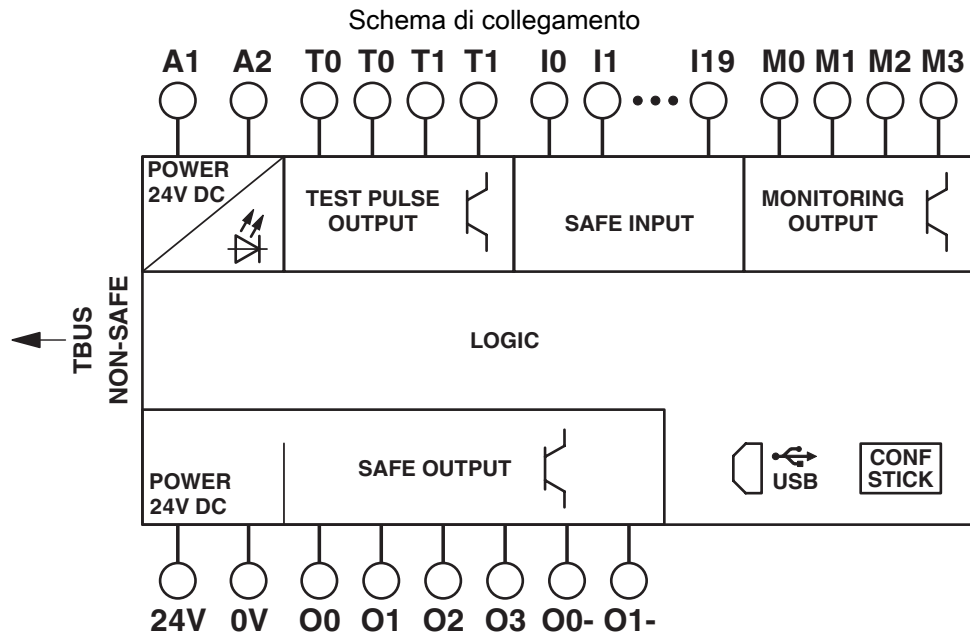 Schema di collegamento
A1 A2 T0 T0 T1 T1 I0 I1 ••• I19 M0 M1 M2 M3
POWER
24V DC
TEST PULSE
OUTPUT
SAFE INPUT
MONITORING
OUTPUT
TBUS
NON-SAFE
LOGIC
POWER
24V DC
SAFE OUTPUT
USB
CONF
STICK
24V 0V O0 O1 O2 O3 O0- O1-